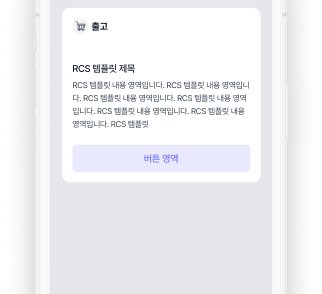 출고
RCS 템플릿 제목
RCS 템플릿 내용 영역입니다. RCS 템플릿 내용 영역입니
다. RCS 템플릿 내용 영역입니다. RCS 템플릿 내용 영역
입니다. RCS 템플릿 내용 영역입니다. RCS 템플릿 내용
영역입니다. RCS 템플릿
버튼 영역